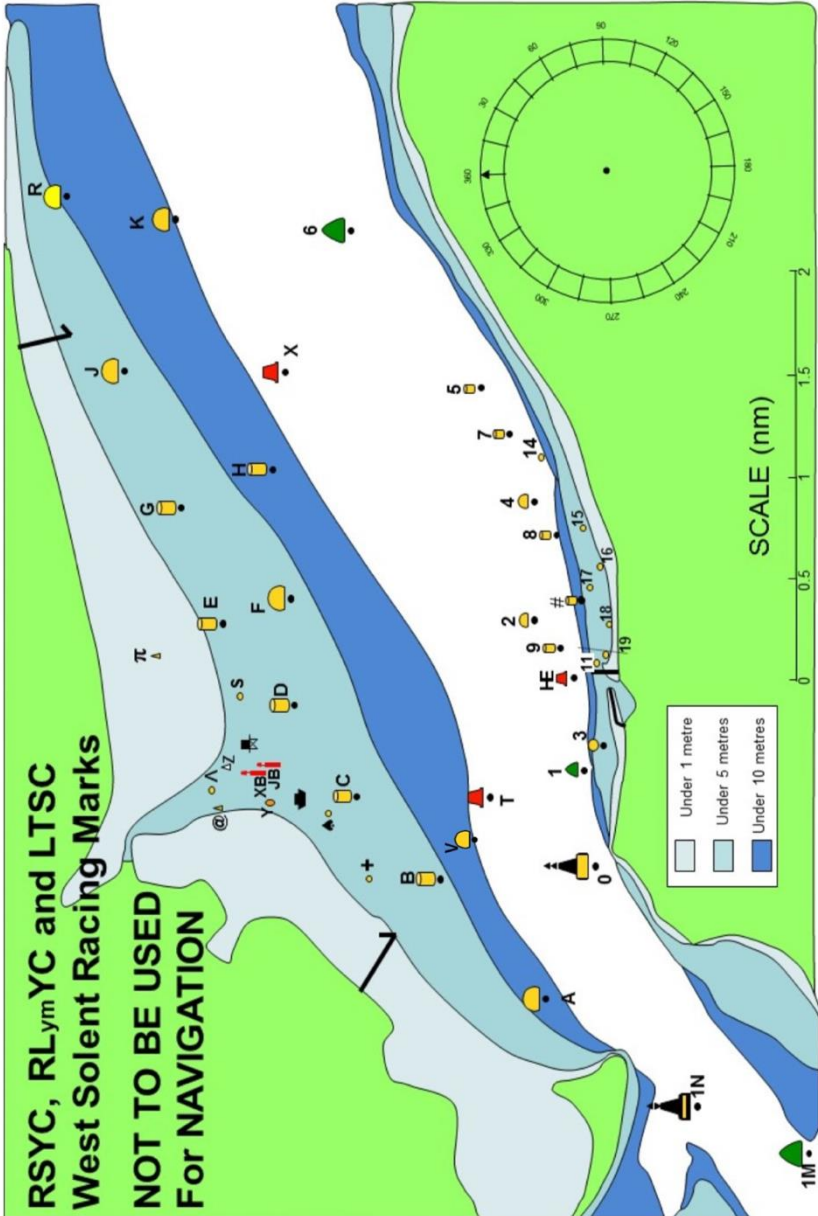 RSYC, RLymYC and LTSC
West Solent Racing Marks
NOT TO BE USED
For NAVIGATION
R
K
6
J
X
G
H
5
7
14
4
E
F
8
15
π
2
#
17
16
S
D
9
18
HE
11
19
Λ
Z
@
XB
JB
Y
C
T
1
3
+
V
B
0
A
1N
1M
360
30
60
90
120
150
180
210
240
270
300
330
0
0.5
1
1.5
2
SCALE (nm)
Under 1 metre
Under 5 metres
Under 10 metres